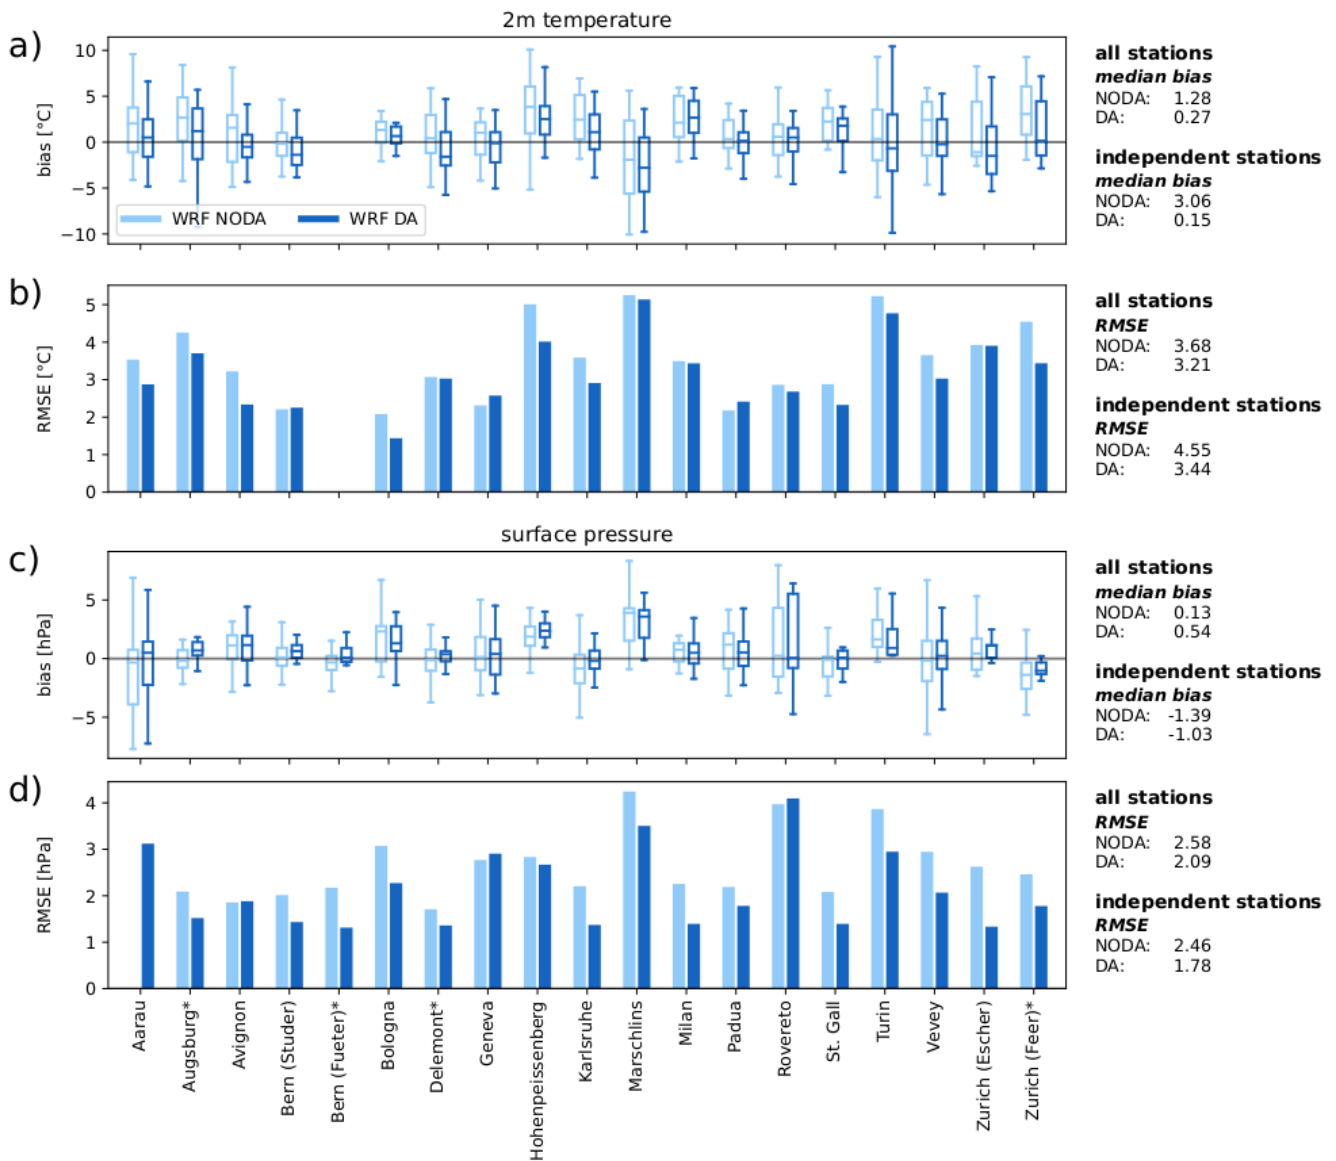 2m temperature
a)
bias [°C]
10
5
0
−5
−10
WRF NODA
WRF DA
all stations
median bias
NODA: 1.28
DA: 0.27
independent stations
median bias
NODA: 3.06
DA: 0.15
b)
RMSE [°C]
5
4
3
2
1
0
all stations
RMSE
NODA: 3.68
DA: 3.21
independent stations
RMSE
NODA: 4.55
DA: 3.44
surface pressure
c)
bias [hPa]
5
0
−5
all stations
median bias
NODA: 0.13
DA: 0.54
independent stations
median bias
NODA: -1.39
DA: -1.03
d)
RMSE [hPa]
4
3
2
1
0
all stations
RMSE
NODA: 2.58
DA: 2.09
independent stations
RMSE
NODA: 2.46
DA: 1.78
Aarau
Augsburg*
Avignon
Bern (Studer)
Bern (Fueter)*
Bologna
Delemont*
Geneva
Hohenpeissenberg
Karlsruhe
Marschlins
Milan
Padua
Rovereto
St. Gall
Turin
Vevey
Zurich (Escher)
Zurich (Feer)*